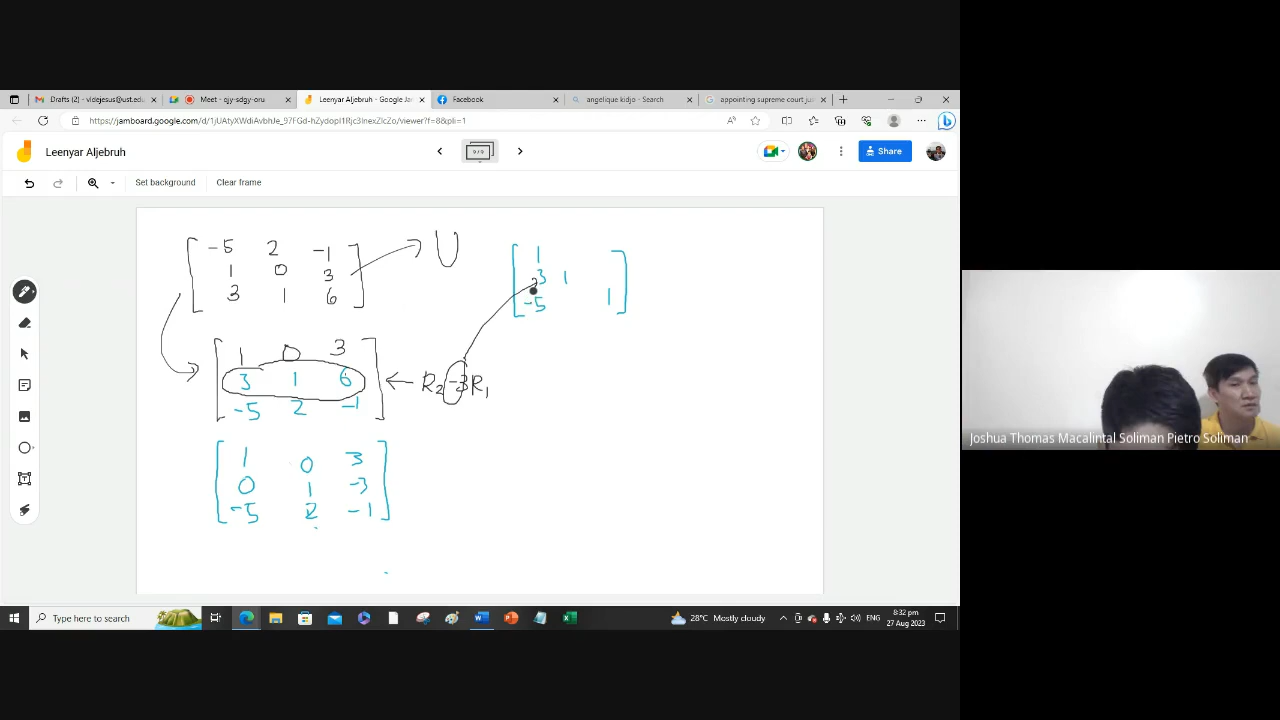 Drafts (2) - videjesus@ust.edu.
Meet - qjy-sdgy-oru
Leenyar Aljebruh - Google Jam
Facebook
angelique kidjo - Search
appointing supreme court just
Leenyar Aljebruh
Share
9 / 9
Set background
Clear frame
-5 2 -1
1 0 3
3 1 6
U
1
3 1
-5 1
1 0 3
3 1 6
-5 2 -1
R2 -3R1
1 0 3
0 1 -3
-5 2 -1
Joshua Thomas Macalintal Soliman Pietro Soliman
Type here to search
28°C Mostly cloudy
ENG
8:32 pm
27 Aug 2023